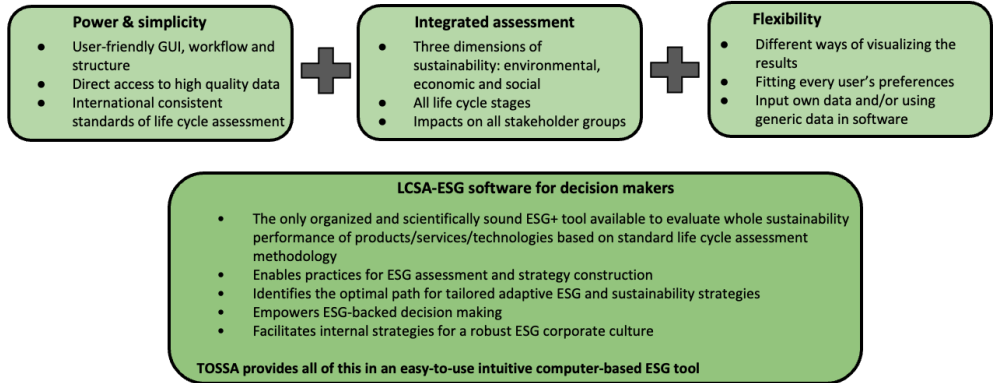 Power & simplicity
● User-friendly GUI, workflow and
structure
● Direct access to high quality data
● International consistent
standards of life cycle assessment
Integrated assessment
● Three dimensions of
sustainability: environmental,
economic and social
● All life cycle stages
● Impacts on all stakeholder groups
Flexibility
● Different ways of visualizing the
results
● Fitting every user's preferences
● Input own data and/or using
generic data in software
LCSA-ESG software for decision makers
• The only organized and scientifically sound ESG+ tool available to evaluate whole sustainability
performance of products/services/technologies based on standard life cycle assessment
methodology
• Enables practices for ESG assessment and strategy construction
• Identifies the optimal path for tailored adaptive ESG and sustainability strategies
• Empowers ESG-backed decision making
• Facilitates internal strategies for a robust ESG corporate culture
TOSSA provides all of this in an easy-to-use intuitive computer-based ESG tool